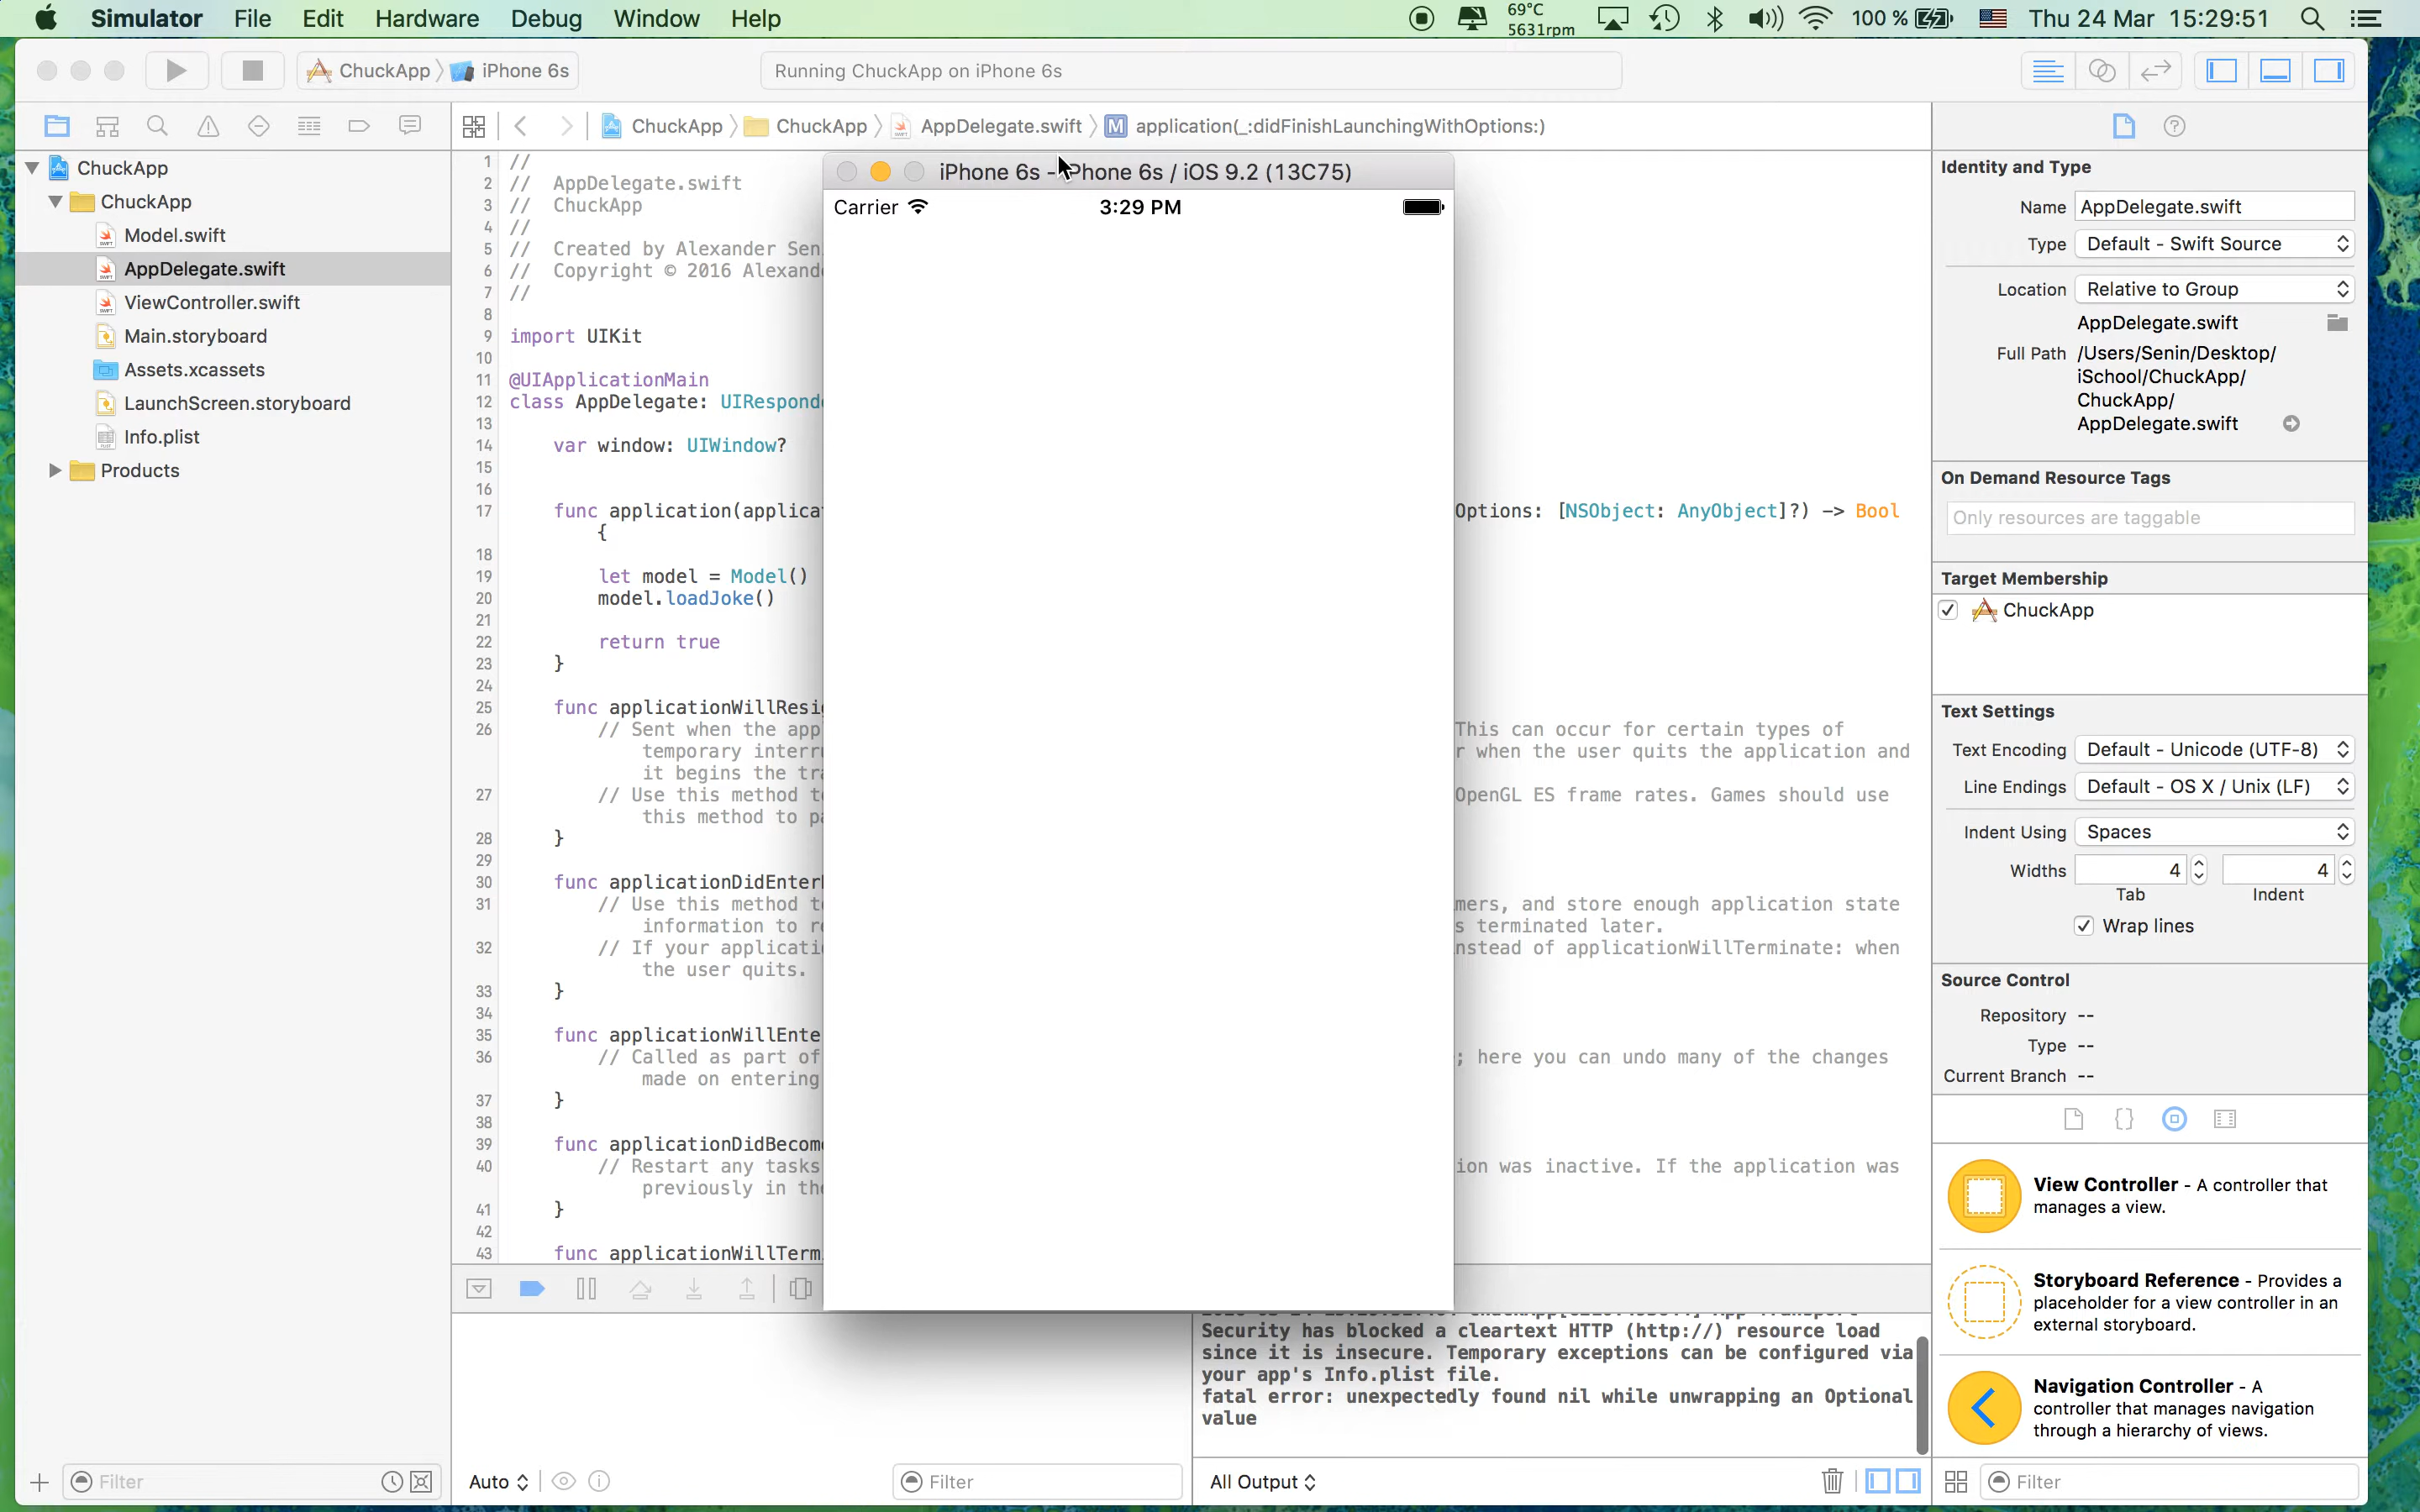 Simulator File Edit Hardware Debug Window Help 69°C 5631rpm 100 % Thu 24 Mar 15:29:51
ChuckApp iPhone 6s Running ChuckApp on iPhone 6s
ChuckApp ChuckApp AppDelegate.swift M application(_:didFinishLaunchingWithOptions:)
ChuckApp
ChuckApp
Model.swift
AppDelegate.swift
ViewController.swift
Main.storyboard
Assets.xcassets
LaunchScreen.storyboard
Info.plist
Products
Filter
1 //
2 // AppDelegate.swift
3 // ChuckApp
4 //
5 // Created by Alexander Sen
6 // Copyright © 2016 Alexand
7 //
8
9 import UIKit
10
11 @UIApplicationMain
12 class AppDelegate: UIRespond
13
14 var window: UIWindow?
15
16
17 func application(applica Options: [NSObject: AnyObject]?) -> Bool
{
18
19 let model = Model()
20 model.loadJoke()
21
22 return true
23 }
24
25 func applicationWillResi
26 // Sent when the app This can occur for certain types of
temporary interr r when the user quits the application and
it begins the tra
27 // Use this method t OpenGL ES frame rates. Games should use
this method to pa
28 }
29
30 func applicationDidEnter
31 // Use this method t mers, and store enough application state
information to re s terminated later.
32 // If your applicati nstead of applicationWillTerminate: when
the user quits.
33 }
34
35 func applicationWillEnte
36 // Called as part of ; here you can undo many of the changes
made on entering
37 }
38
39 func applicationDidBecom
40 // Restart any tasks ion was inactive. If the application was
previously in the
41 }
42
43 func applicationWillTerm
iPhone 6s - Phone 6s / iOS 9.2 (13C75)
Carrier 3:29 PM
Security has blocked a cleartext HTTP (http://) resource load
since it is insecure. Temporary exceptions can be configured via
your app's Info.plist file.
fatal error: unexpectedly found nil while unwrapping an Optional
value
Auto Filter All Output
Identity and Type
Name AppDelegate.swift
Type Default - Swift Source
Location Relative to Group
AppDelegate.swift
Full Path /Users/Senin/Desktop/
iSchool/ChuckApp/
ChuckApp/
AppDelegate.swift
On Demand Resource Tags
Only resources are taggable
Target Membership
ChuckApp
Text Settings
Text Encoding Default - Unicode (UTF-8)
Line Endings Default - OS X / Unix (LF)
Indent Using Spaces
Widths 4 4
Tab Indent
Wrap lines
Source Control
Repository --
Type --
Current Branch --
View Controller - A controller that
manages a view.
Storyboard Reference - Provides a
placeholder for a view controller in an
external storyboard.
Navigation Controller - A
controller that manages navigation
through a hierarchy of views.
Filter